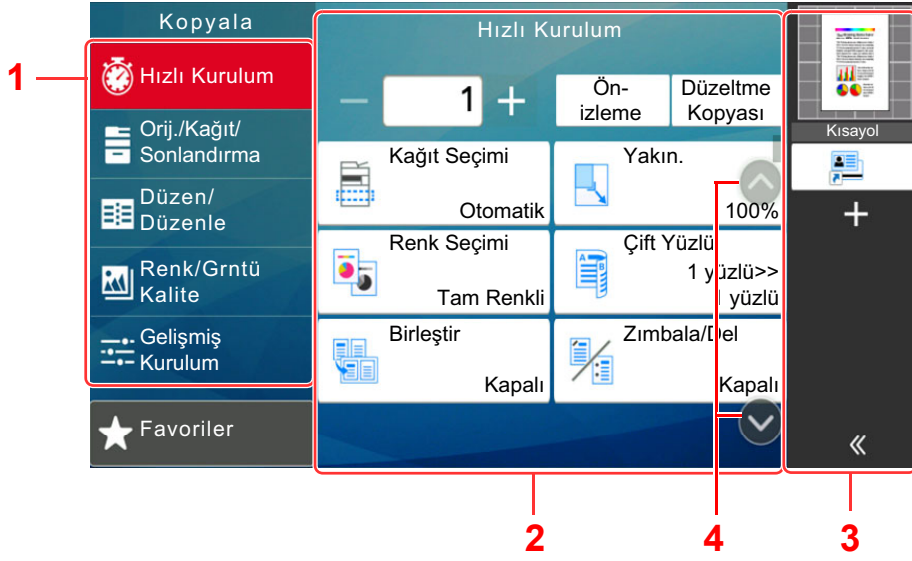 Kopyala
1
Hızlı Kurulum
Orij./Kağıt/
Sonlandırma
Düzen/
Düzenle
Renk/Grntü
Kalite
Gelişmiş
Kurulum
Favoriler
Hızlı Kurulum
1
Ön-
izleme
Düzeltme
Kopyası
Kağıt Seçimi
Otomatik
Yakın.
100%
Renk Seçimi
Tam Renkli
Çift Yüzlü
1 yüzlü>>
1 yüzlü
Birleştir
Kapalı
Zımbala/Del
Kapalı
Kısayol
2
4
3